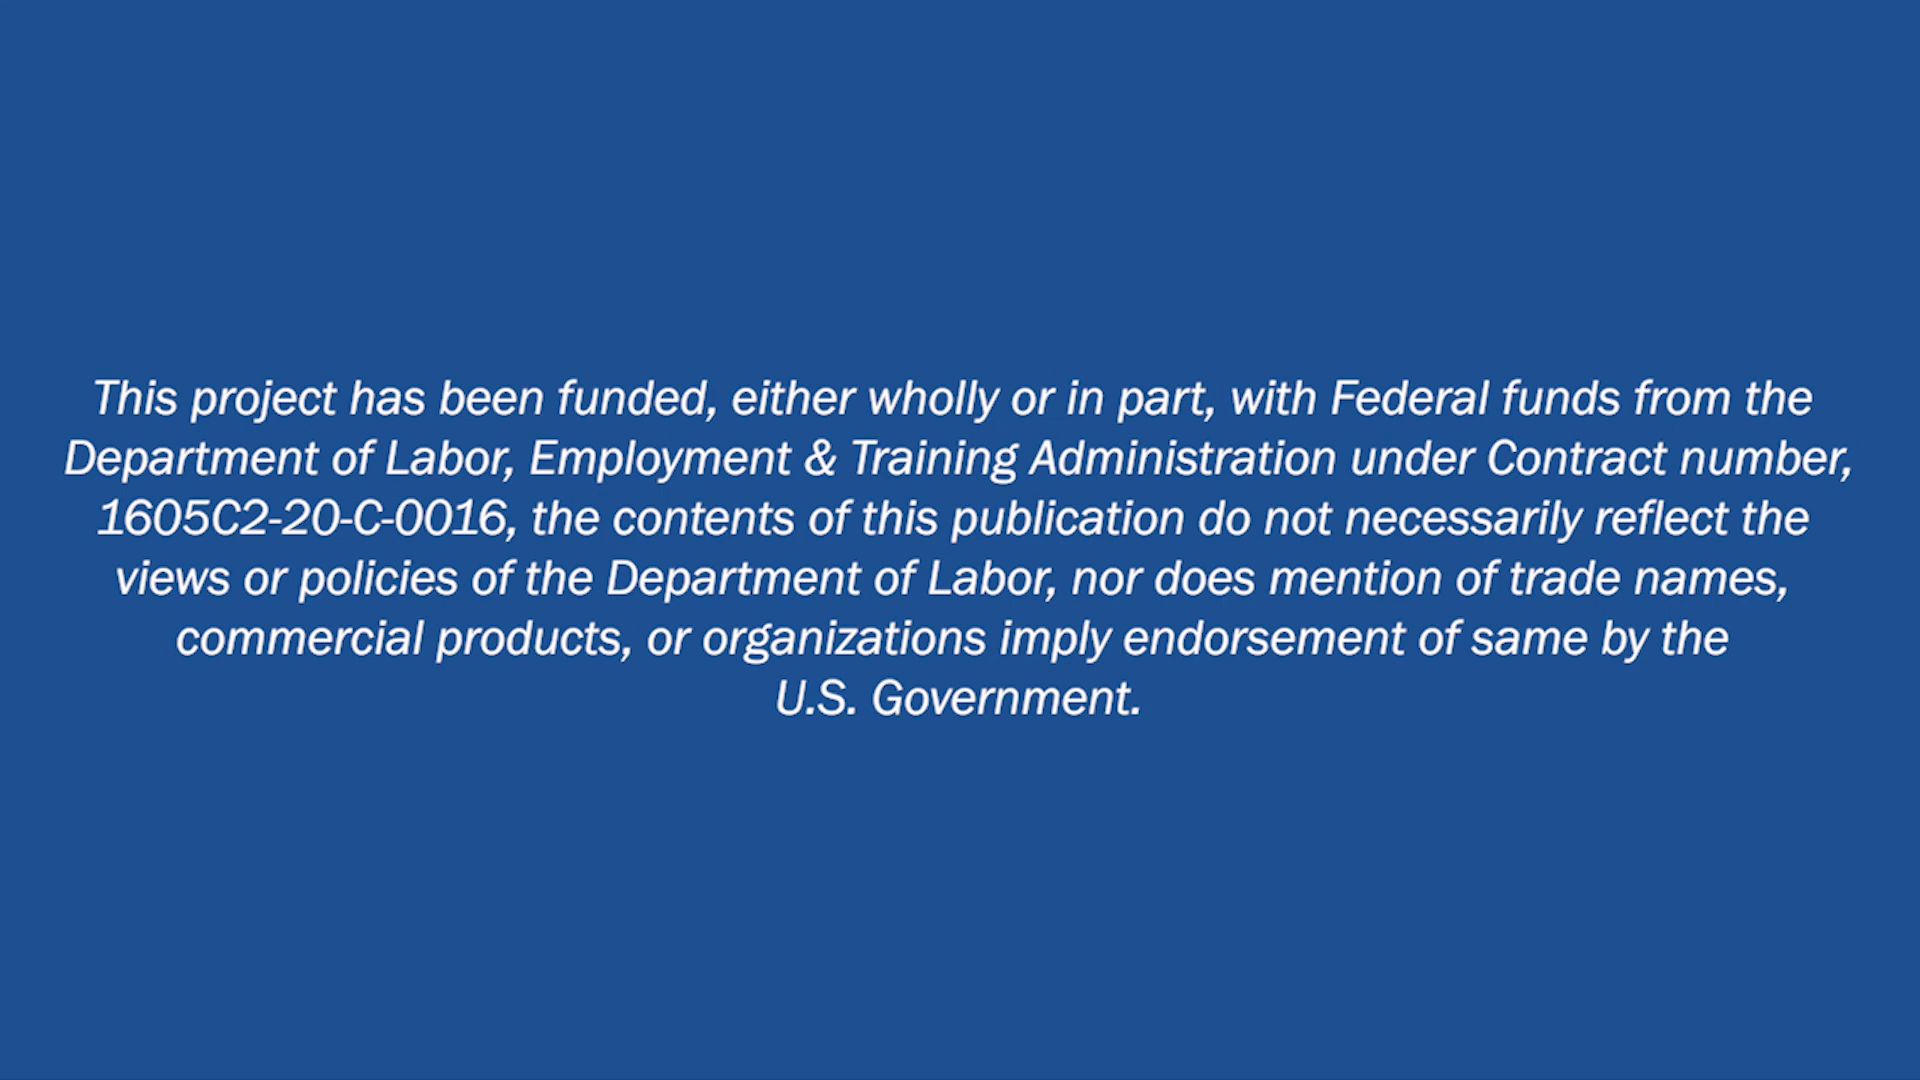 This project has been funded, either wholly or in part, with Federal funds from the
Department of Labor, Employment & Training Administration under Contract number,
1605C2-20-C-0016, the contents of this publication do not necessarily reflect the
views or policies of the Department of Labor, nor does mention of trade names,
commercial products, or organizations imply endorsement of same by the
U.S. Government.